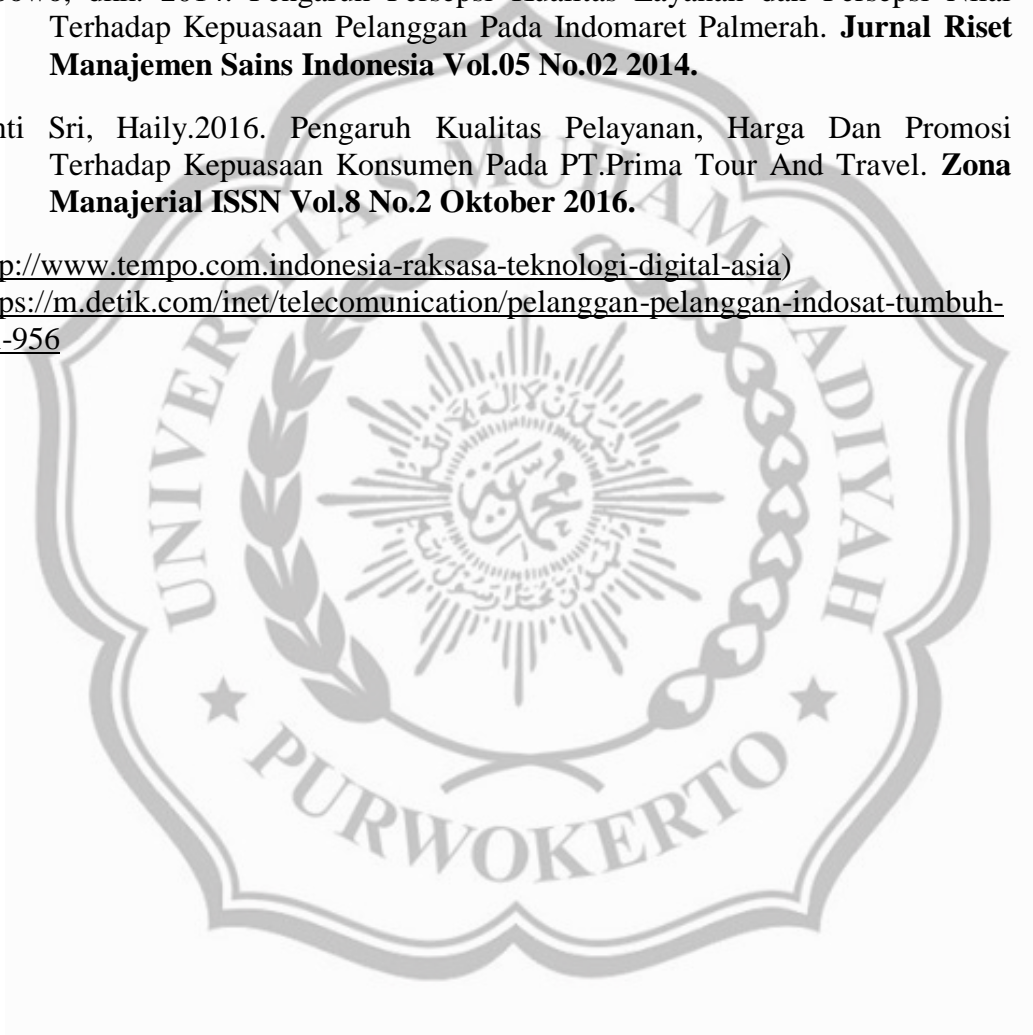 Terhadap Kepuasaan Pelanggan Pada Indomaret Palmerah. Jurnal Riset
Manajemen Sains Indonesia Vol.05 No.02 2014.
Sri, Haily.2016. Pengaruh Kualitas Pelayanan, Harga Dan Promosi
Terhadap Kepuasaan Konsumen Pada PT.Prima Tour And Travel. Zona
Manajerial ISSN Vol.8 No.2 Oktober 2016.
p://www.tempo.com.indonesia-raksasa-teknologi-digital-asia)
ps://m.detik.com/inet/telecomunication/pelanggan-pelanggan-indosat-tumbuh-
-956
UNIVERSITAS MUHAMMADIYAH
PURWOKERTO
محمد